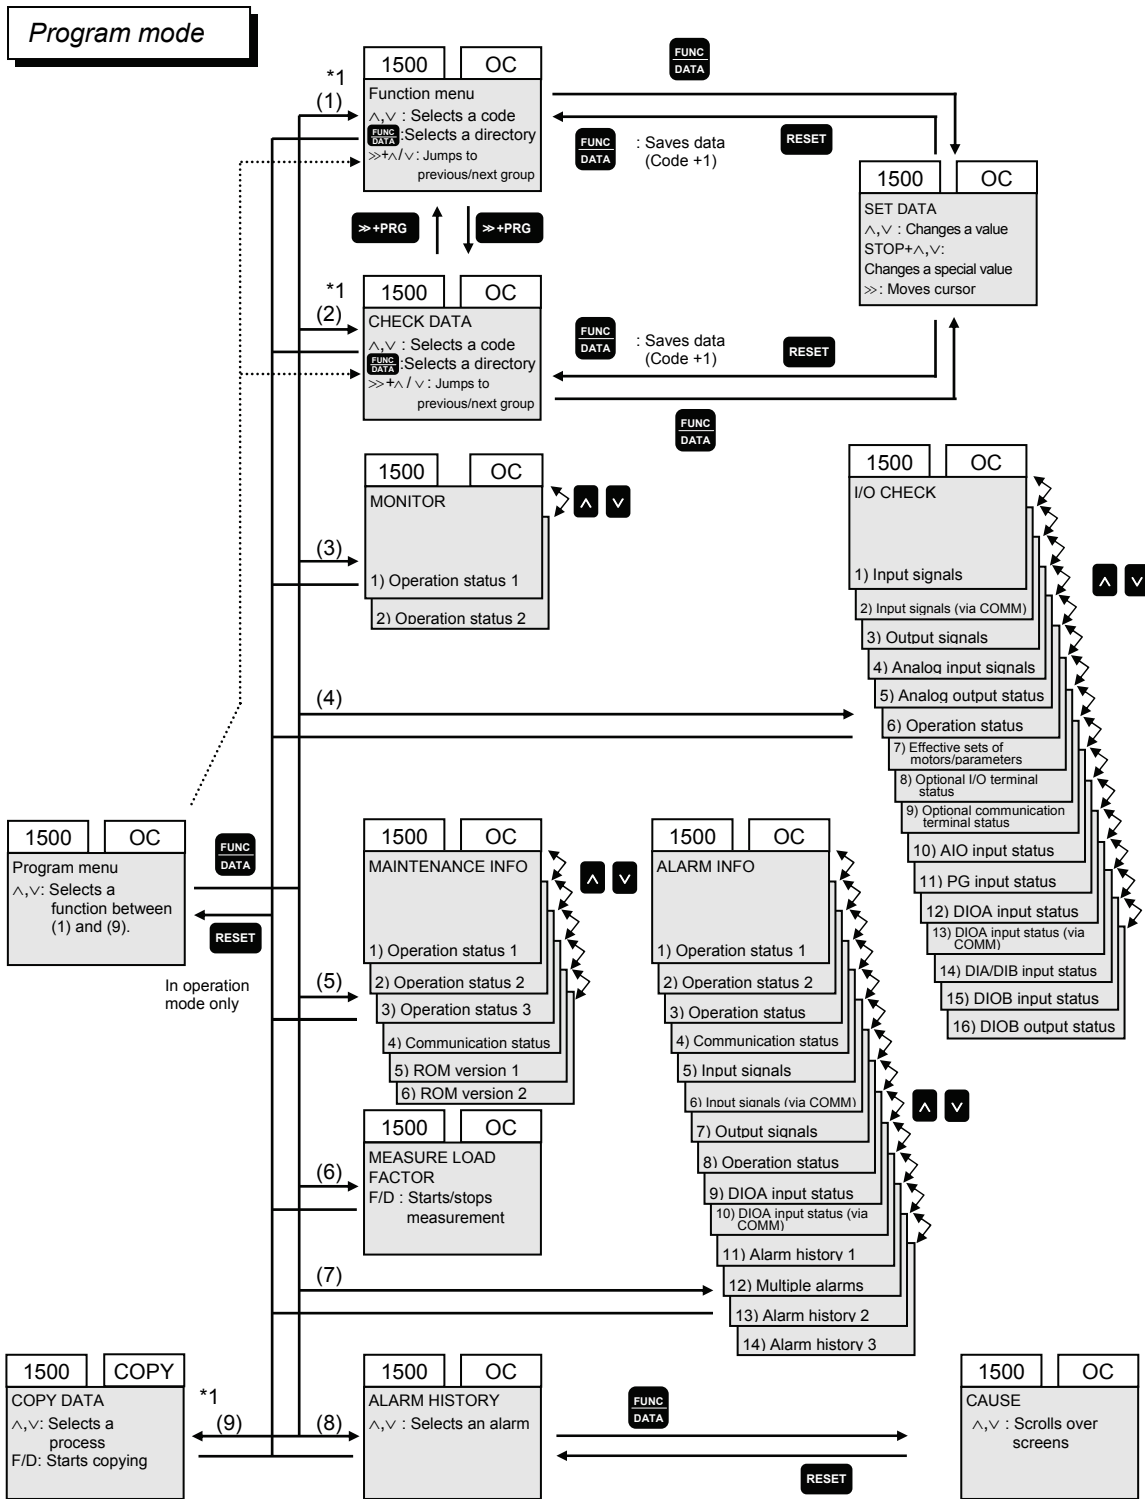 Program mode
1500 OC
*1
(1)
Function menu
∧,∨ : Selects a code
FUNC DATA :Selects a directory
≫+∧/∨: Jumps to
previous/next group
FUNC DATA
FUNC DATA : Saves data
(Code +1)
RESET
1500 OC
SET DATA
∧,∨ : Changes a value
STOP+∧,∨:
Changes a special value
≫: Moves cursor
≫+PRG ≫+PRG
*1
(2)
1500 OC
CHECK DATA
∧,∨ : Selects a code
FUNC DATA :Selects a directory
≫+∧ / ∨ : Jumps to
previous/next group
FUNC DATA : Saves data
(Code +1)
RESET
FUNC DATA
(3)
1500 OC
MONITOR
1) Operation status 1
2) Operation status 2
∧ ∨
(4)
1500 OC
I/O CHECK
1) Input signals
2) Input signals (via COMM)
3) Output signals
4) Analog input signals
5) Analog output status
6) Operation status
7) Effective sets of
motors/parameters
8) Optional I/O terminal
status
9) Optional communication
terminal status
10) AIO input status
11) PG input status
12) DIOA input status
13) DIOA input status (via
COMM)
14) DIA/DIB input status
15) DIOB input status
16) DIOB output status
∧ ∨
1500 OC
Program menu
∧,∨: Selects a
function between
(1) and (9).
FUNC DATA
RESET
In operation
mode only
(5)
1500 OC
MAINTENANCE INFO
1) Operation status 1
2) Operation status 2
3) Operation status 3
4) Communication status
5) ROM version 1
6) ROM version 2
∧ ∨
(6)
1500 OC
MEASURE LOAD
FACTOR
F/D : Starts/stops
measurement
(7)
1500 OC
ALARM INFO
1) Operation status 1
2) Operation status 2
3) Operation status
4) Communication status
5) Input signals
6) Input signals (via COMM)
7) Output signals
8) Operation status
9) DIOA input status
10) DIOA input status (via
COMM)
11) Alarm history 1
12) Multiple alarms
13) Alarm history 2
14) Alarm history 3
∧ ∨
1500 COPY
COPY DATA
∧,∨: Selects a
process
F/D: Starts copying
*1
(9)
(8)
1500 OC
ALARM HISTORY
∧,∨ : Selects an alarm
FUNC DATA
RESET
1500 OC
CAUSE
∧,∨ : Scrolls over
screens